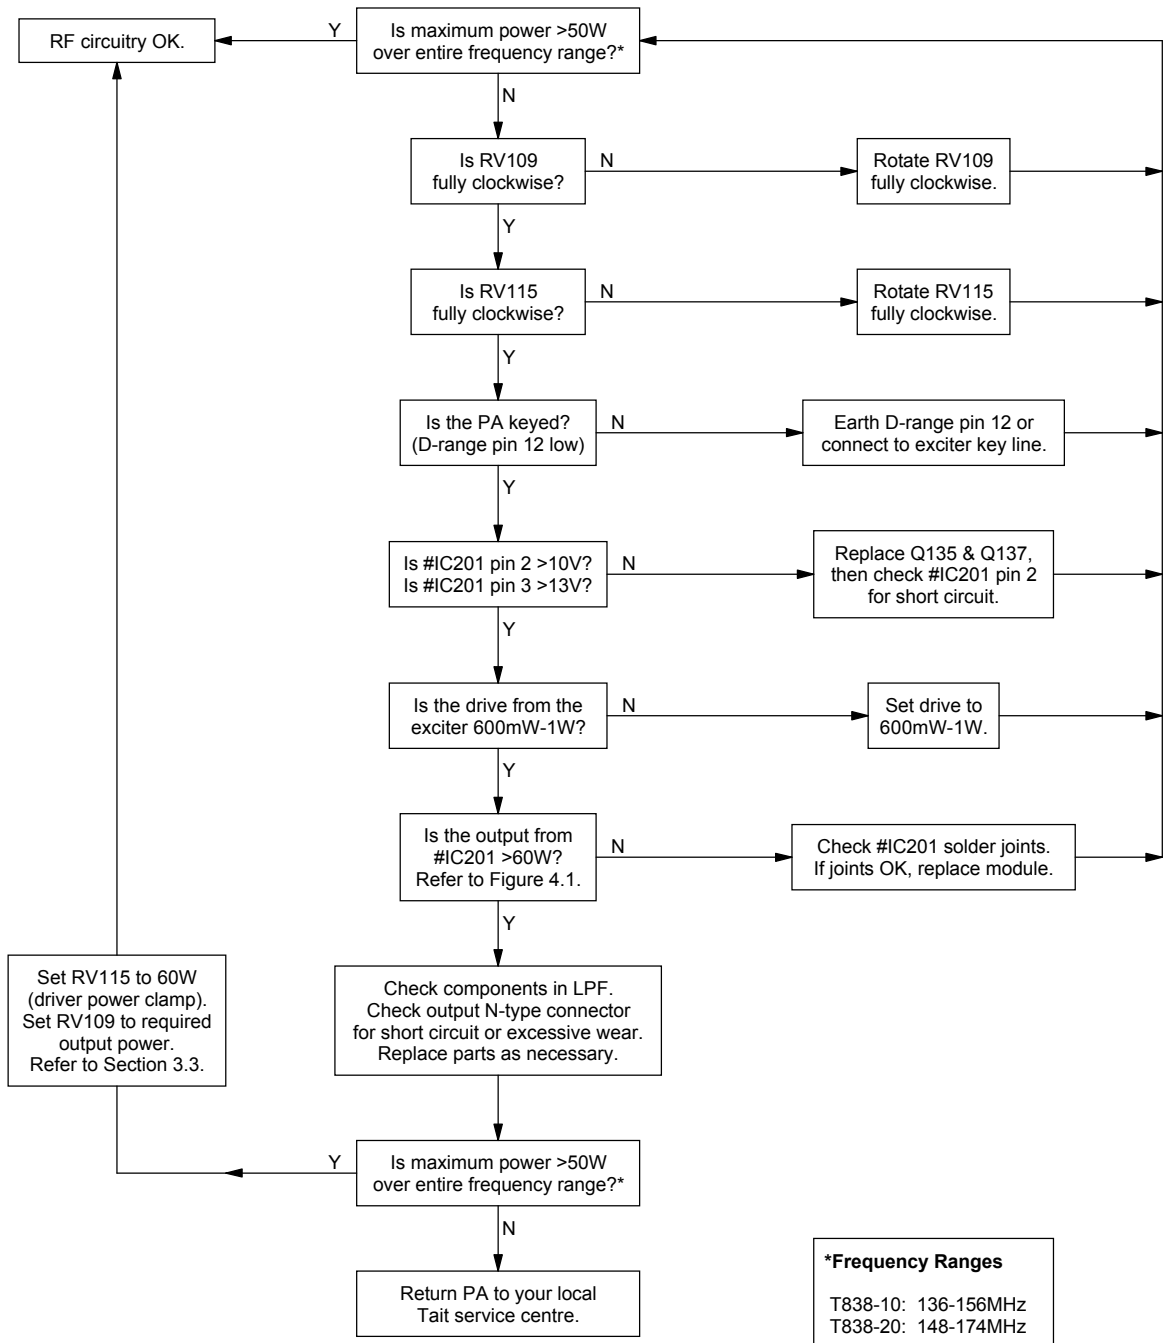 RF circuitry OK.
Y
Is maximum power >50W
over entire frequency range?*
N
Is RV109
fully clockwise?
N
Rotate RV109
fully clockwise.
Y
Is RV115
fully clockwise?
N
Rotate RV115
fully clockwise.
Y
Is the PA keyed?
(D-range pin 12 low)
N
Earth D-range pin 12 or
connect to exciter key line.
Y
Is #IC201 pin 2 >10V?
Is #IC201 pin 3 >13V?
N
Replace Q135 & Q137,
then check #IC201 pin 2
for short circuit.
Y
Is the drive from the
exciter 600mW-1W?
N
Set drive to
600mW-1W.
Y
Is the output from
#IC201 >60W?
Refer to Figure 4.1.
N
Check #IC201 solder joints.
If joints OK, replace module.
Y
Set RV115 to 60W
(driver power clamp).
Set RV109 to required
output power.
Refer to Section 3.3.
Check components in LPF.
Check output N-type connector
for short circuit or excessive wear.
Replace parts as necessary.
Y
Is maximum power >50W
over entire frequency range?*
N
Return PA to your local
Tait service centre.
*Frequency Ranges
T838-10: 136-156MHz
T838-20: 148-174MHz